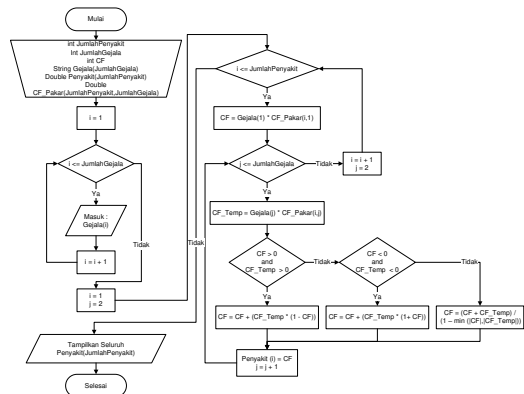 Mulai
int JumlahPenyakit
Int JumlahGejala
int CF
String Gejala(JumlahGejala)
Double Penyakit(JumlahPenyakit)
Double
CF_Pakar(JumlahPenyakit,JumlahGejala)
i = 1
i <= JumlahGejala
Ya
Masuk :
Gejala(i)
i = i + 1
Tidak
i = 1
j = 2
Tampilkan Seluruh
Penyakit(JumlahPenyakit)
Selesai
i <= JumlahPenyakit
Ya
CF = Gejala(1) * CF_Pakar(i,1)
j <= JumlahGejala
Tidak
i = i + 1
j = 2
Ya
Tidak
CF_Temp = Gejala(j) * CF_Pakar(i,j)
CF > 0
and
CF_Temp > 0
Tidak
CF < 0
and
CF_Temp < 0
Tidak
Ya
Ya
CF = CF + (CF_Temp * (1 - CF))
CF = CF + (CF_Temp * (1+ CF))
CF = (CF + CF_Temp) /
(1 – min (|CF|,|CF_Temp|))
Penyakit (i) = CF
j = j + 1